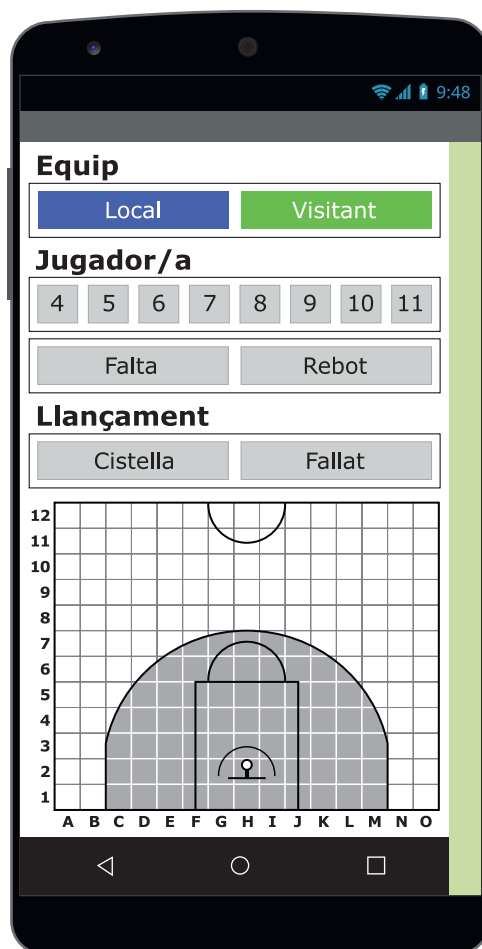 9:48
Equip
Local Visitant
Jugador/a
4 5 6 7 8 9 10 11
Falta Rebot
Llançament
Cistella Fallat
12
11
10
9
8
7
6
5
4
3
2
1
A B C D E F G H I J K L M N O